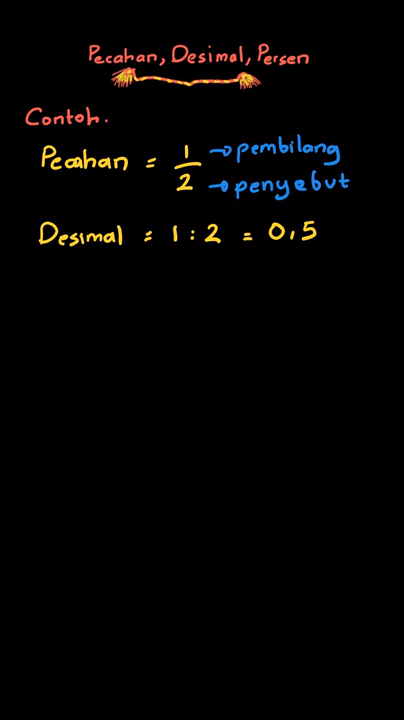 Pecahan, Desimal, Persen
Contoh.
Pecahan = 1/2 → pembilang
→ penyebut
Desimal = 1 : 2 = 0,5